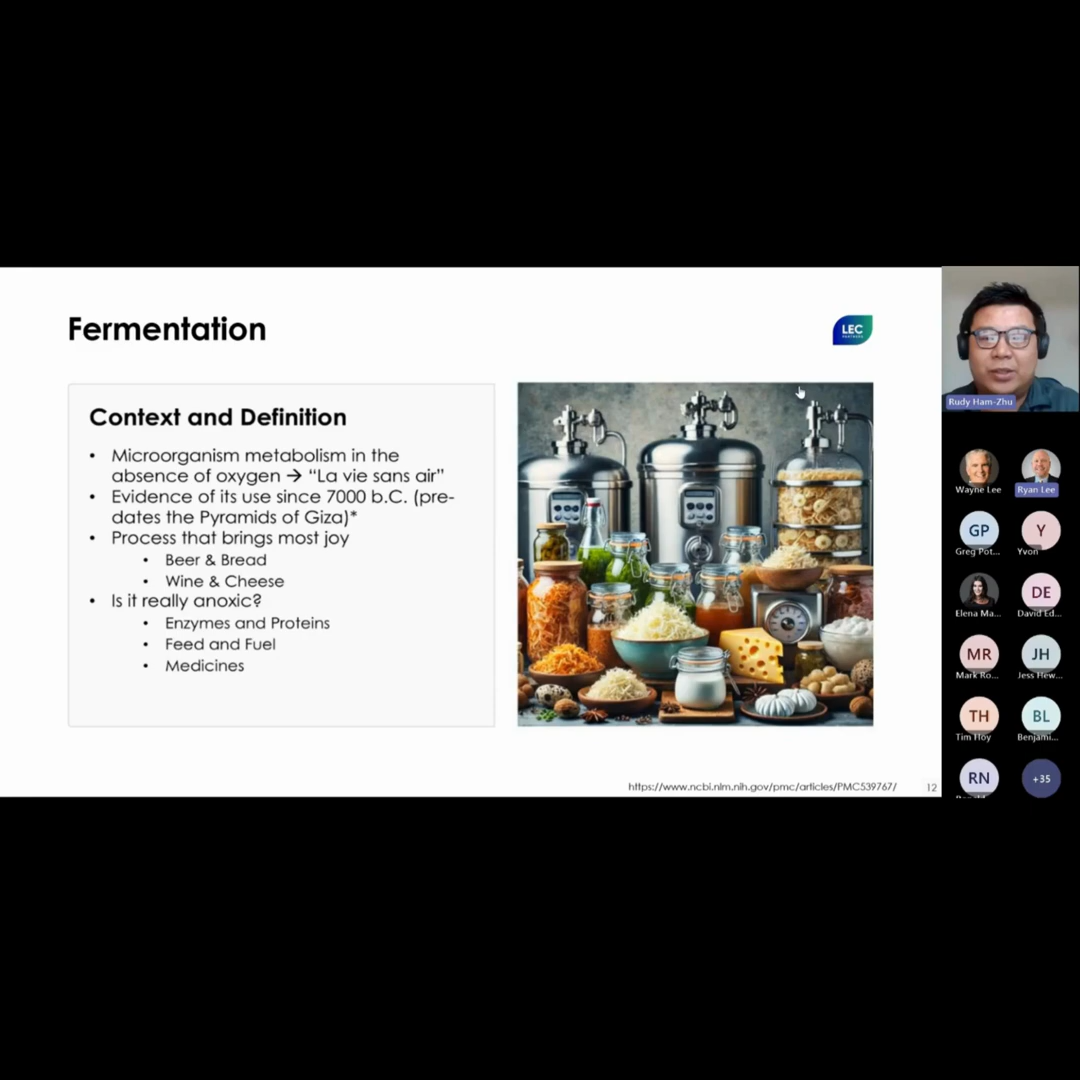 Fermentation
LEC
PARTNERS
Context and Definition
• Microorganism metabolism in the
absence of oxygen → “La vie sans air”
• Evidence of its use since 7000 b.C. (pre-
dates the Pyramids of Giza)*
• Process that brings most joy
• Beer & Bread
• Wine & Cheese
• Is it really anoxic?
• Enzymes and Proteins
• Feed and Fuel
• Medicines
https://www.ncbi.nlm.nih.gov/pmc/articles/PMC539767/
12
Rudy Ham-Zhu
Wayne Lee
Ryan Lee
GP
Y
Greg Pot...
Yvon
DE
Elena Ma...
David Ed...
MR
JH
Mark Ro...
Jess Hew...
TH
BL
Tim Hoy
Benjami...
RN
+35